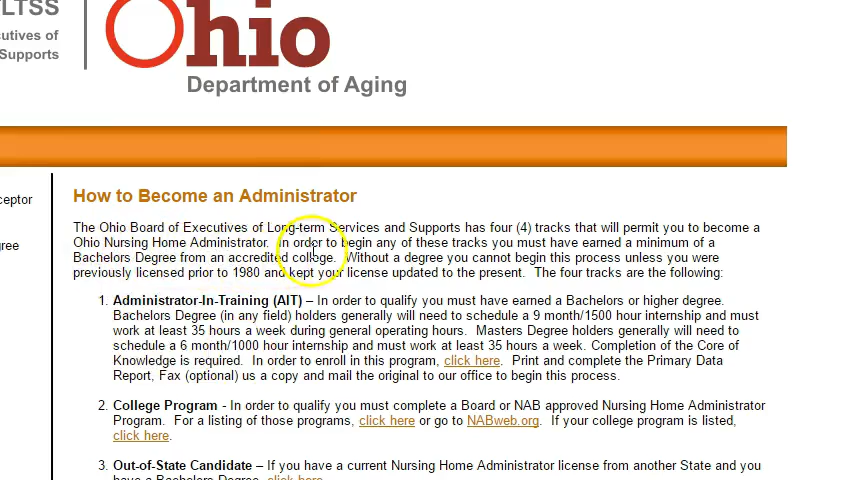 LTSS
cutives of
Supports
Ohio
Department of Aging
ceptor
gree
How to Become an Administrator
The Ohio Board of Executives of Long-term Services and Supports has four (4) tracks that will permit you to become a
Ohio Nursing Home Administrator. In order to begin any of these tracks you must have earned a minimum of a
Bachelors Degree from an accredited college. Without a degree you cannot begin this process unless you were
previously licensed prior to 1980 and kept your license updated to the present. The four tracks are the following:
1. Administrator-In-Training (AIT) – In order to qualify you must have earned a Bachelors or higher degree.
Bachelors Degree (in any field) holders generally will need to schedule a 9 month/1500 hour internship and must
work at least 35 hours a week during general operating hours. Masters Degree holders generally will need to
schedule a 6 month/1000 hour internship and must work at least 35 hours a week. Completion of the Core of
Knowledge is required. In order to enroll in this program, click here. Print and complete the Primary Data
Report, Fax (optional) us a copy and mail the original to our office to begin this process.
2. College Program - In order to qualify you must complete a Board or NAB approved Nursing Home Administrator
Program. For a listing of those programs, click here or go to NABweb.org. If your college program is listed,
click here.
3. Out-of-State Candidate – If you have a current Nursing Home Administrator license from another State and you
have a Bachelors Degree, click here.